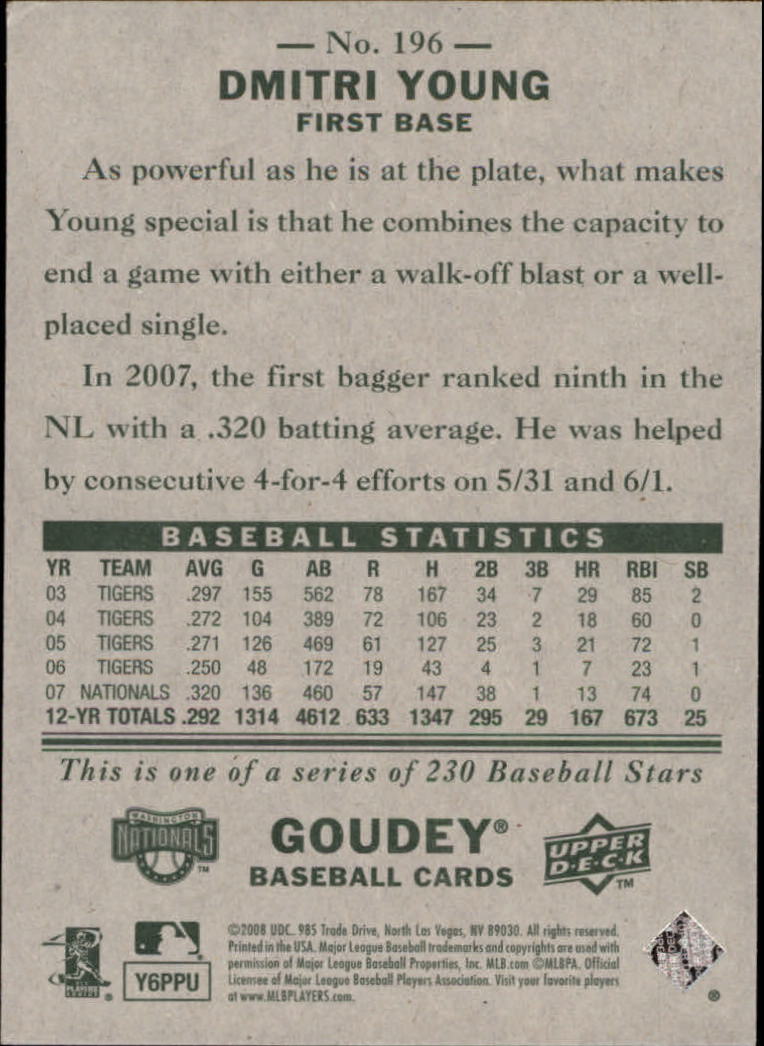 — No. 196 —
DMITRI YOUNG
FIRST BASE
As powerful as he is at the plate, what makes
Young special is that he combines the capacity to
end a game with either a walk-off blast or a well-
placed single.
In 2007, the first bagger ranked ninth in the
NL with a .320 batting average. He was helped
by consecutive 4-for-4 efforts on 5/31 and 6/1.
BASEBALL STATISTICS
YR TEAM AVG G AB R H 2B 3B HR RBI SB
03 TIGERS .297 155 562 78 167 34 7 29 85 2
04 TIGERS .272 104 389 72 106 23 2 18 60 0
05 TIGERS .271 126 469 61 127 25 3 21 72 1
06 TIGERS .250 48 172 19 43 4 1 7 23 1
07 NATIONALS .320 136 460 57 147 38 1 13 74 0
12-YR TOTALS .292 1314 4612 633 1347 295 29 167 673 25
This is one of a series of 230 Baseball Stars
WASHINGTON
NATIONALS
TM
GOUDEY®
BASEBALL CARDS
UPPER
D•E•C•K
TM
©2008 UDC. 985 Trade Drive, North Las Vegas, NV 89030. All rights reserved.
Printed in the USA. Major League Baseball trademarks and copyrights are used with
permission of Major League Baseball Properties, Inc. MLB.com ©MLBPA. Official
Licensee of Major League Baseball Players Association. Visit your favorite players
at www.MLBPLAYERS.com.
Y6PPU
®
®